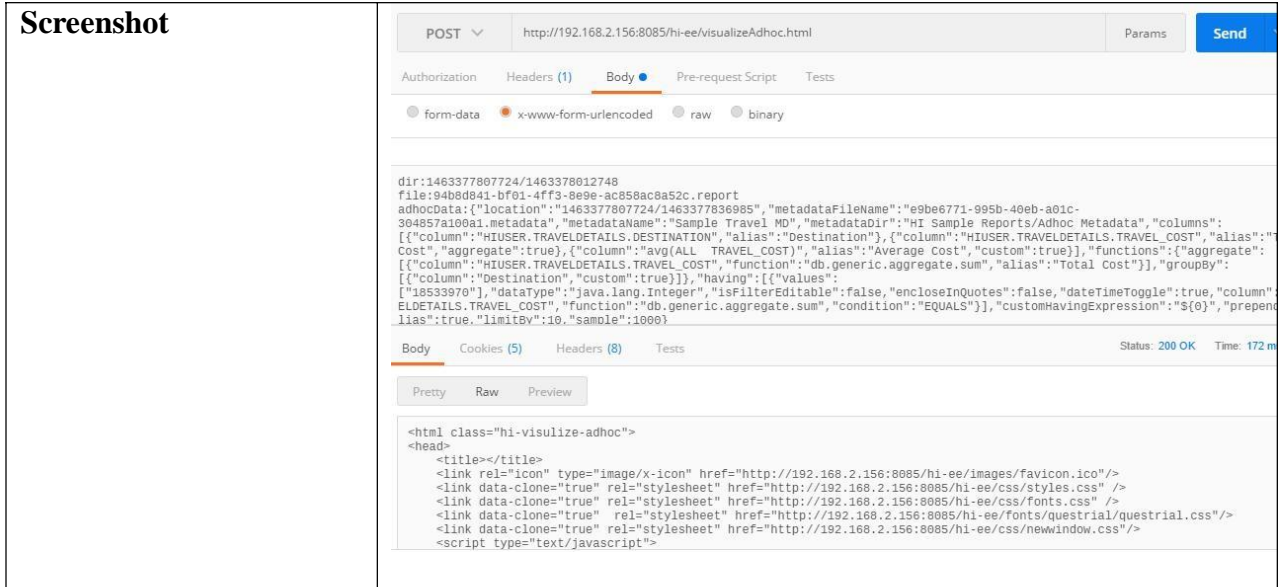 Screenshot
POST http://192.168.2.156:8085/hi-ee/visualizeAdhoc.html Params Send
Authorization Headers (1) Body Pre-request Script Tests
form-data x-www-form-urlencoded raw binary
dir:1463377807724/1463378012748
file:94b8d841-bf01-4ff3-8e9e-ac858ac8a52c.report
adhocData:{"location":"1463377807724/1463377836985","metadataFileName":"e9be6771-995b-40eb-a01c-
304857a100a1.metadata","metadataName":"Sample Travel MD","metadataDir":"HI Sample Reports/Adhoc Metadata","columns":
[{"column":"HIUSER.TRAVELDETAILS.DESTINATION","alias":"Destination"},{"column":"HIUSER.TRAVELDETAILS.TRAVEL_COST","alias":"T
Cost","aggregate":true},{"column":"avg(ALL  TRAVEL_COST)","alias":"Average Cost","custom":true}],"functions":{"aggregate":
[{"column":"HIUSER.TRAVELDETAILS.TRAVEL_COST","function":"db.generic.aggregate.sum","alias":"Total Cost"}],"groupBy":
[{"column":"Destination","custom":true}]},"having":[{"values":
["18533970"],"dataType":"java.lang.Integer","isFilterEditable":false,"encloseInQuotes":false,"dateTimeToggle":true,"column":
ELDETAILS.TRAVEL_COST","function":"db.generic.aggregate.sum","condition":"EQUALS"}],"customHavingExpression":"${0}","prepend
lias":true,"limitBy":10,"sample":1000}
Body Cookies (5) Headers (8) Tests Status: 200 OK Time: 172 m
Pretty Raw Preview
<html class="hi-visulize-adhoc">
<head>
<title></title>
<link rel="icon" type="image/x-icon" href="http://192.168.2.156:8085/hi-ee/images/favicon.ico"/>
<link data-clone="true" rel="stylesheet" href="http://192.168.2.156:8085/hi-ee/css/styles.css" />
<link data-clone="true" rel="stylesheet" href="http://192.168.2.156:8085/hi-ee/css/fonts.css" />
<link data-clone="true"  rel="stylesheet" href="http://192.168.2.156:8085/hi-ee/fonts/questrial/questrial.css"/>
<link data-clone="true" rel="stylesheet" href="http://192.168.2.156:8085/hi-ee/css/newwindow.css"/>
<script type="text/javascript">